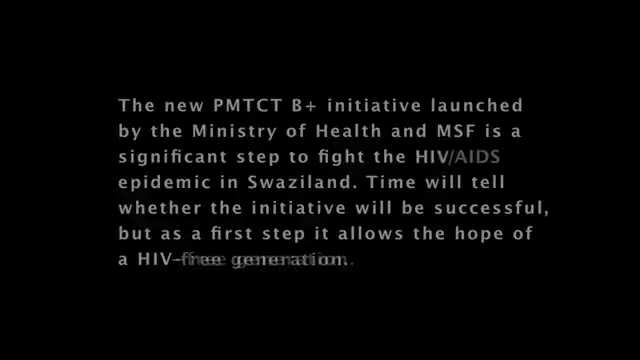 The new PMTCT B+ initiative launched
by the Ministry of Health and MSF is a
significant step to fight the HIV/AIDS
epidemic in Swaziland. Time will tell
whether the initiative will be successful,
but as a first step it allows the hope of
a HIV-free generation.